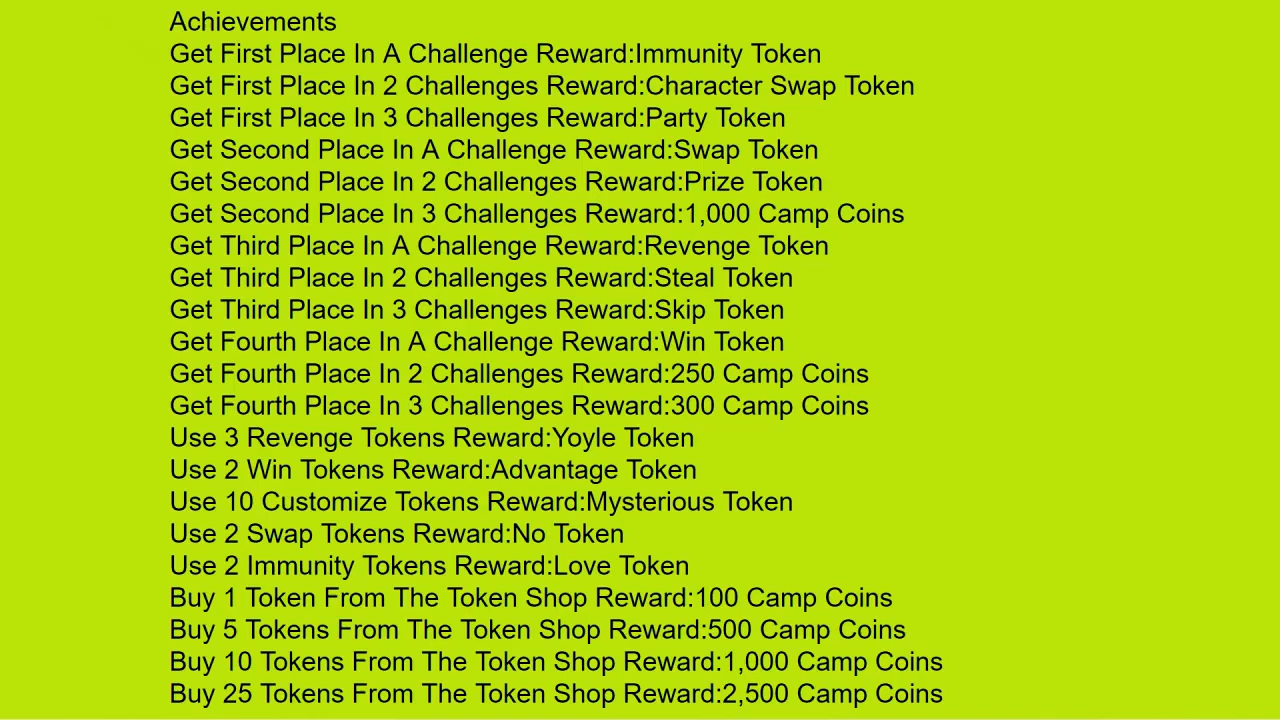 Achievements
Get First Place In A Challenge Reward:Immunity Token
Get First Place In 2 Challenges Reward:Character Swap Token
Get First Place In 3 Challenges Reward:Party Token
Get Second Place In A Challenge Reward:Swap Token
Get Second Place In 2 Challenges Reward:Prize Token
Get Second Place In 3 Challenges Reward:1,000 Camp Coins
Get Third Place In A Challenge Reward:Revenge Token
Get Third Place In 2 Challenges Reward:Steal Token
Get Third Place In 3 Challenges Reward:Skip Token
Get Fourth Place In A Challenge Reward:Win Token
Get Fourth Place In 2 Challenges Reward:250 Camp Coins
Get Fourth Place In 3 Challenges Reward:300 Camp Coins
Use 3 Revenge Tokens Reward:Yoyle Token
Use 2 Win Tokens Reward:Advantage Token
Use 10 Customize Tokens Reward:Mysterious Token
Use 2 Swap Tokens Reward:No Token
Use 2 Immunity Tokens Reward:Love Token
Buy 1 Token From The Token Shop Reward:100 Camp Coins
Buy 5 Tokens From The Token Shop Reward:500 Camp Coins
Buy 10 Tokens From The Token Shop Reward:1,000 Camp Coins
Buy 25 Tokens From The Token Shop Reward:2,500 Camp Coins